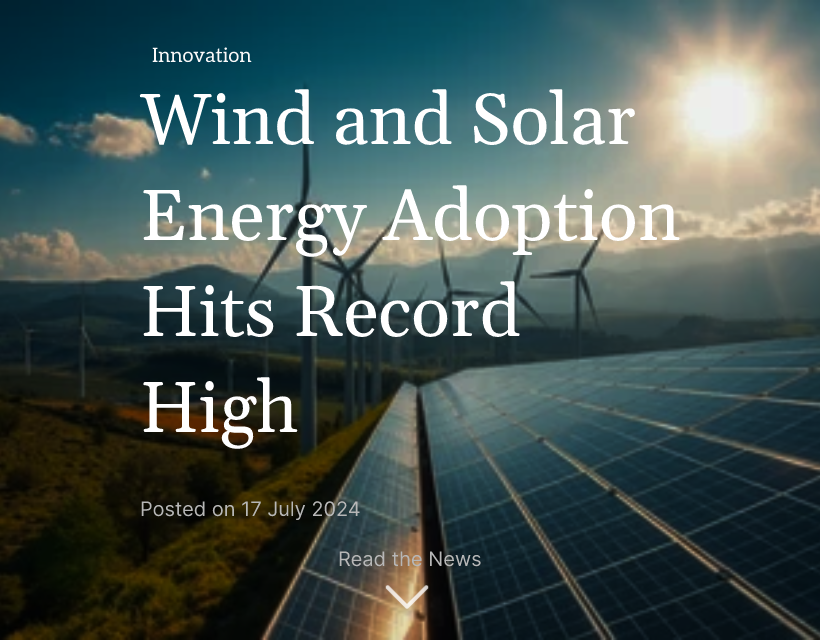 Innovation
Wind and Solar
Energy Adoption
Hits Record
High
Posted on 17 July 2024
Read the News